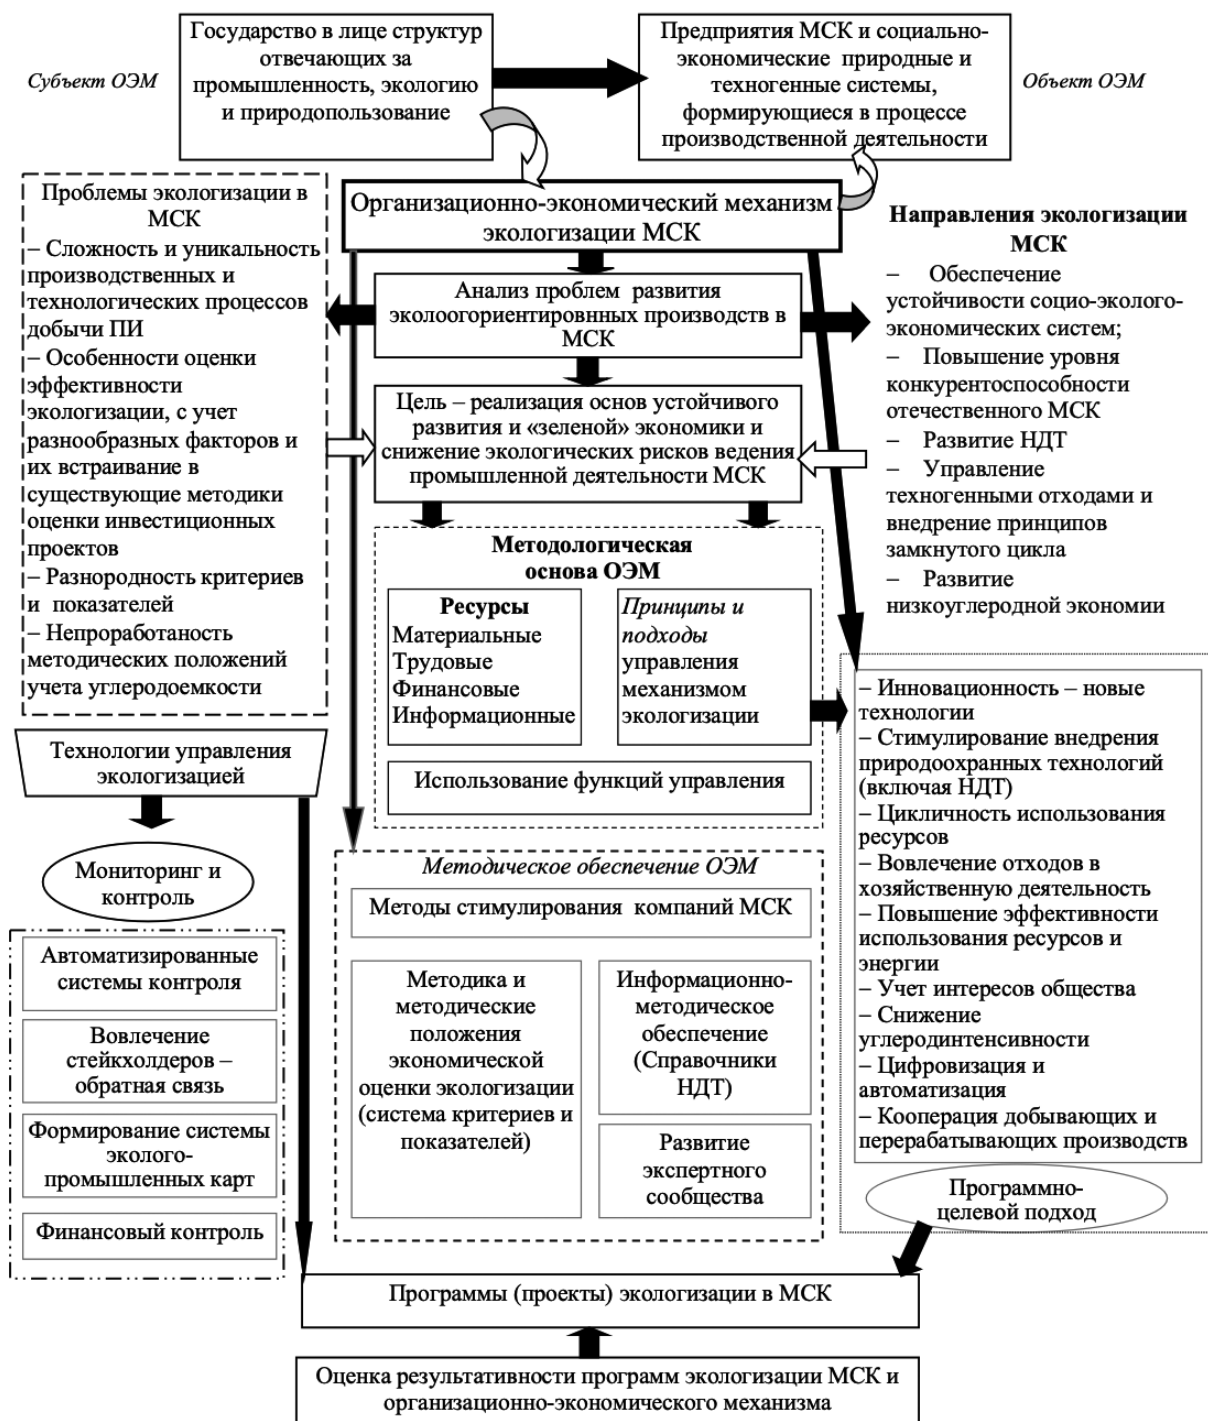 Субъект ОЭМ
Государство в лице структур
отвечающих за
промышленность, экологию
и природопользование
Предприятия МСК и социально-
экономические природные и
техногенные системы,
формирующиеся в процессе
производственной деятельности
Объект ОЭМ
Организационно-экономический механизм
экологизации МСК
Проблемы экологизации в
МСК
– Сложность и уникальность
производственных и
технологических процессов
добычи ПИ
– Особенности оценки
эффективности
экологизации, с учет
разнообразных факторов и
их встраивание в
существующие методики
оценки инвестиционных
проектов
– Разнородность критериев
и показателей
– Непроработаность
методических положений
учета углеродоемкости
Анализ проблем развития
эколоогориентировнных производств в
МСК
Цель – реализация основ устойчивого
развития и «зеленой» экономики и
снижение экологических рисков ведения
промышленной деятельности МСК
Направления экологизации
МСК
– Обеспечение
устойчивости социо-эколого-
экономических систем;
– Повышение уровня
конкурентоспособности
отечественного МСК
– Развитие НДТ
– Управление
техногенными отходами и
внедрение принципов
замкнутого цикла
– Развитие
низкоуглеродной экономии
Методологическая
основа ОЭМ
Ресурсы
Материальные
Трудовые
Финансовые
Информационные
Принципы и
подходы
управления
механизмом
экологизации
Использование функций управления
– Инновационность – новые
технологии
– Стимулирование внедрения
природоохранных технологий
(включая НДТ)
– Цикличность использования
ресурсов
– Вовлечение отходов в
хозяйственную деятельность
– Повышение эффективности
использования ресурсов и
энергии
– Учет интересов общества
– Снижение
углеродинтенсивности
– Цифровизация и
автоматизация
– Кооперация добывающих и
перерабатывающих производств
Программно-
целевой подход
Технологии управления
экологизацией
Мониторинг и
контроль
Автоматизированные
системы контроля
Вовлечение
стейкхолдеров –
обратная связь
Формирование системы
эколого-
промышленных карт
Финансовый контроль
Методическое обеспечение ОЭМ
Методы стимулирования компаний МСК
Методика и
методические
положения
экономической
оценки экологизации
(система критериев и
показателей)
Информационно-
методическое
обеспечение
(Справочники
НДТ)
Развитие
экспертного
сообщества
Программы (проекты) экологизации в МСК
Оценка результативности программ экологизации МСК и
организационно-экономического механизма